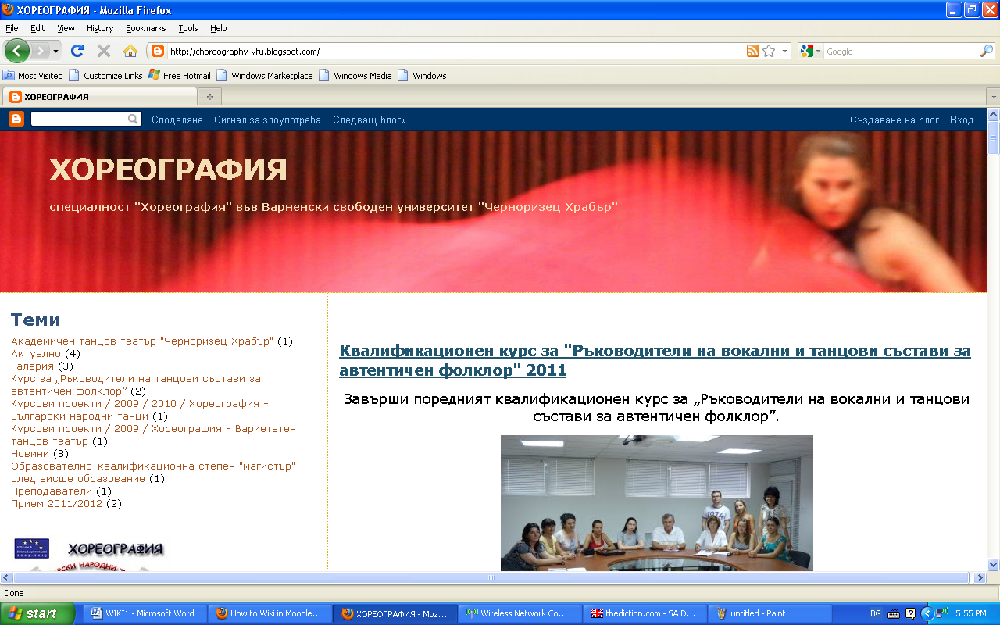 ХОРЕОГРАФИЯ - Mozilla Firefox
File Edit View History Bookmarks Tools Help
http://choreography-vfu.blogspot.com/ Google
Most Visited Customize Links Free Hotmail Windows Marketplace Windows Media Windows
ХОРЕОГРАФИЯ
Споделяне Сигнал за злоупотреба Следващ блог» Създаване на блог Вход
ХОРЕОГРАФИЯ
специалност "Хореография" във Варненски свободен университет "Черноризец Храбър"
Теми
Академичен танцов театър "Черноризец Храбър" (1)
Актуално (4)
Галерия (3)
Курс за „Ръководители на танцови състави за
автентичен фолклор” (2)
Курсови проекти / 2009 / 2010 / Хореография -
Български народни танци (1)
Курсови проекти / 2009 / Хореография - Вариететен
танцов театър (1)
Новини (8)
Образователно-квалификационна степен "магистър"
след висше образование (1)
Преподаватели (1)
Прием 2011/2012 (2)
ХОРЕОГРАФИЯ
Квалификационен курс за "Ръководители на вокални и танцови състави за
автентичен фолклор" 2011
Завърши поредният квалификационен курс за „Ръководители на вокални и танцови
състави за автентичен фолклор”.
Done
start WIKI1 - Microsoft Word How to Wiki in Moodle... ХОРЕОГРАФИЯ - Moz... Wireless Network Co... thediction.com - SA D... untitled - Paint BG 5:55 PM